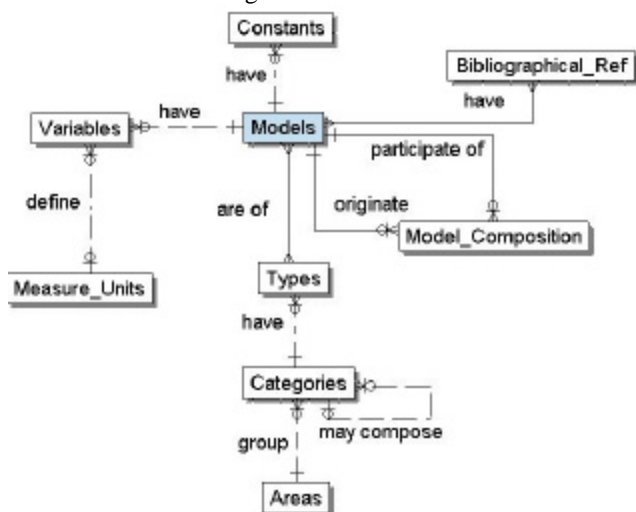 Constants
have
Bibliographical_Ref
have
have
Variables
Models
participate of
define
are of
originate
Model_Composition
Measure_Units
Types
have
Categories
may compose
group
Areas